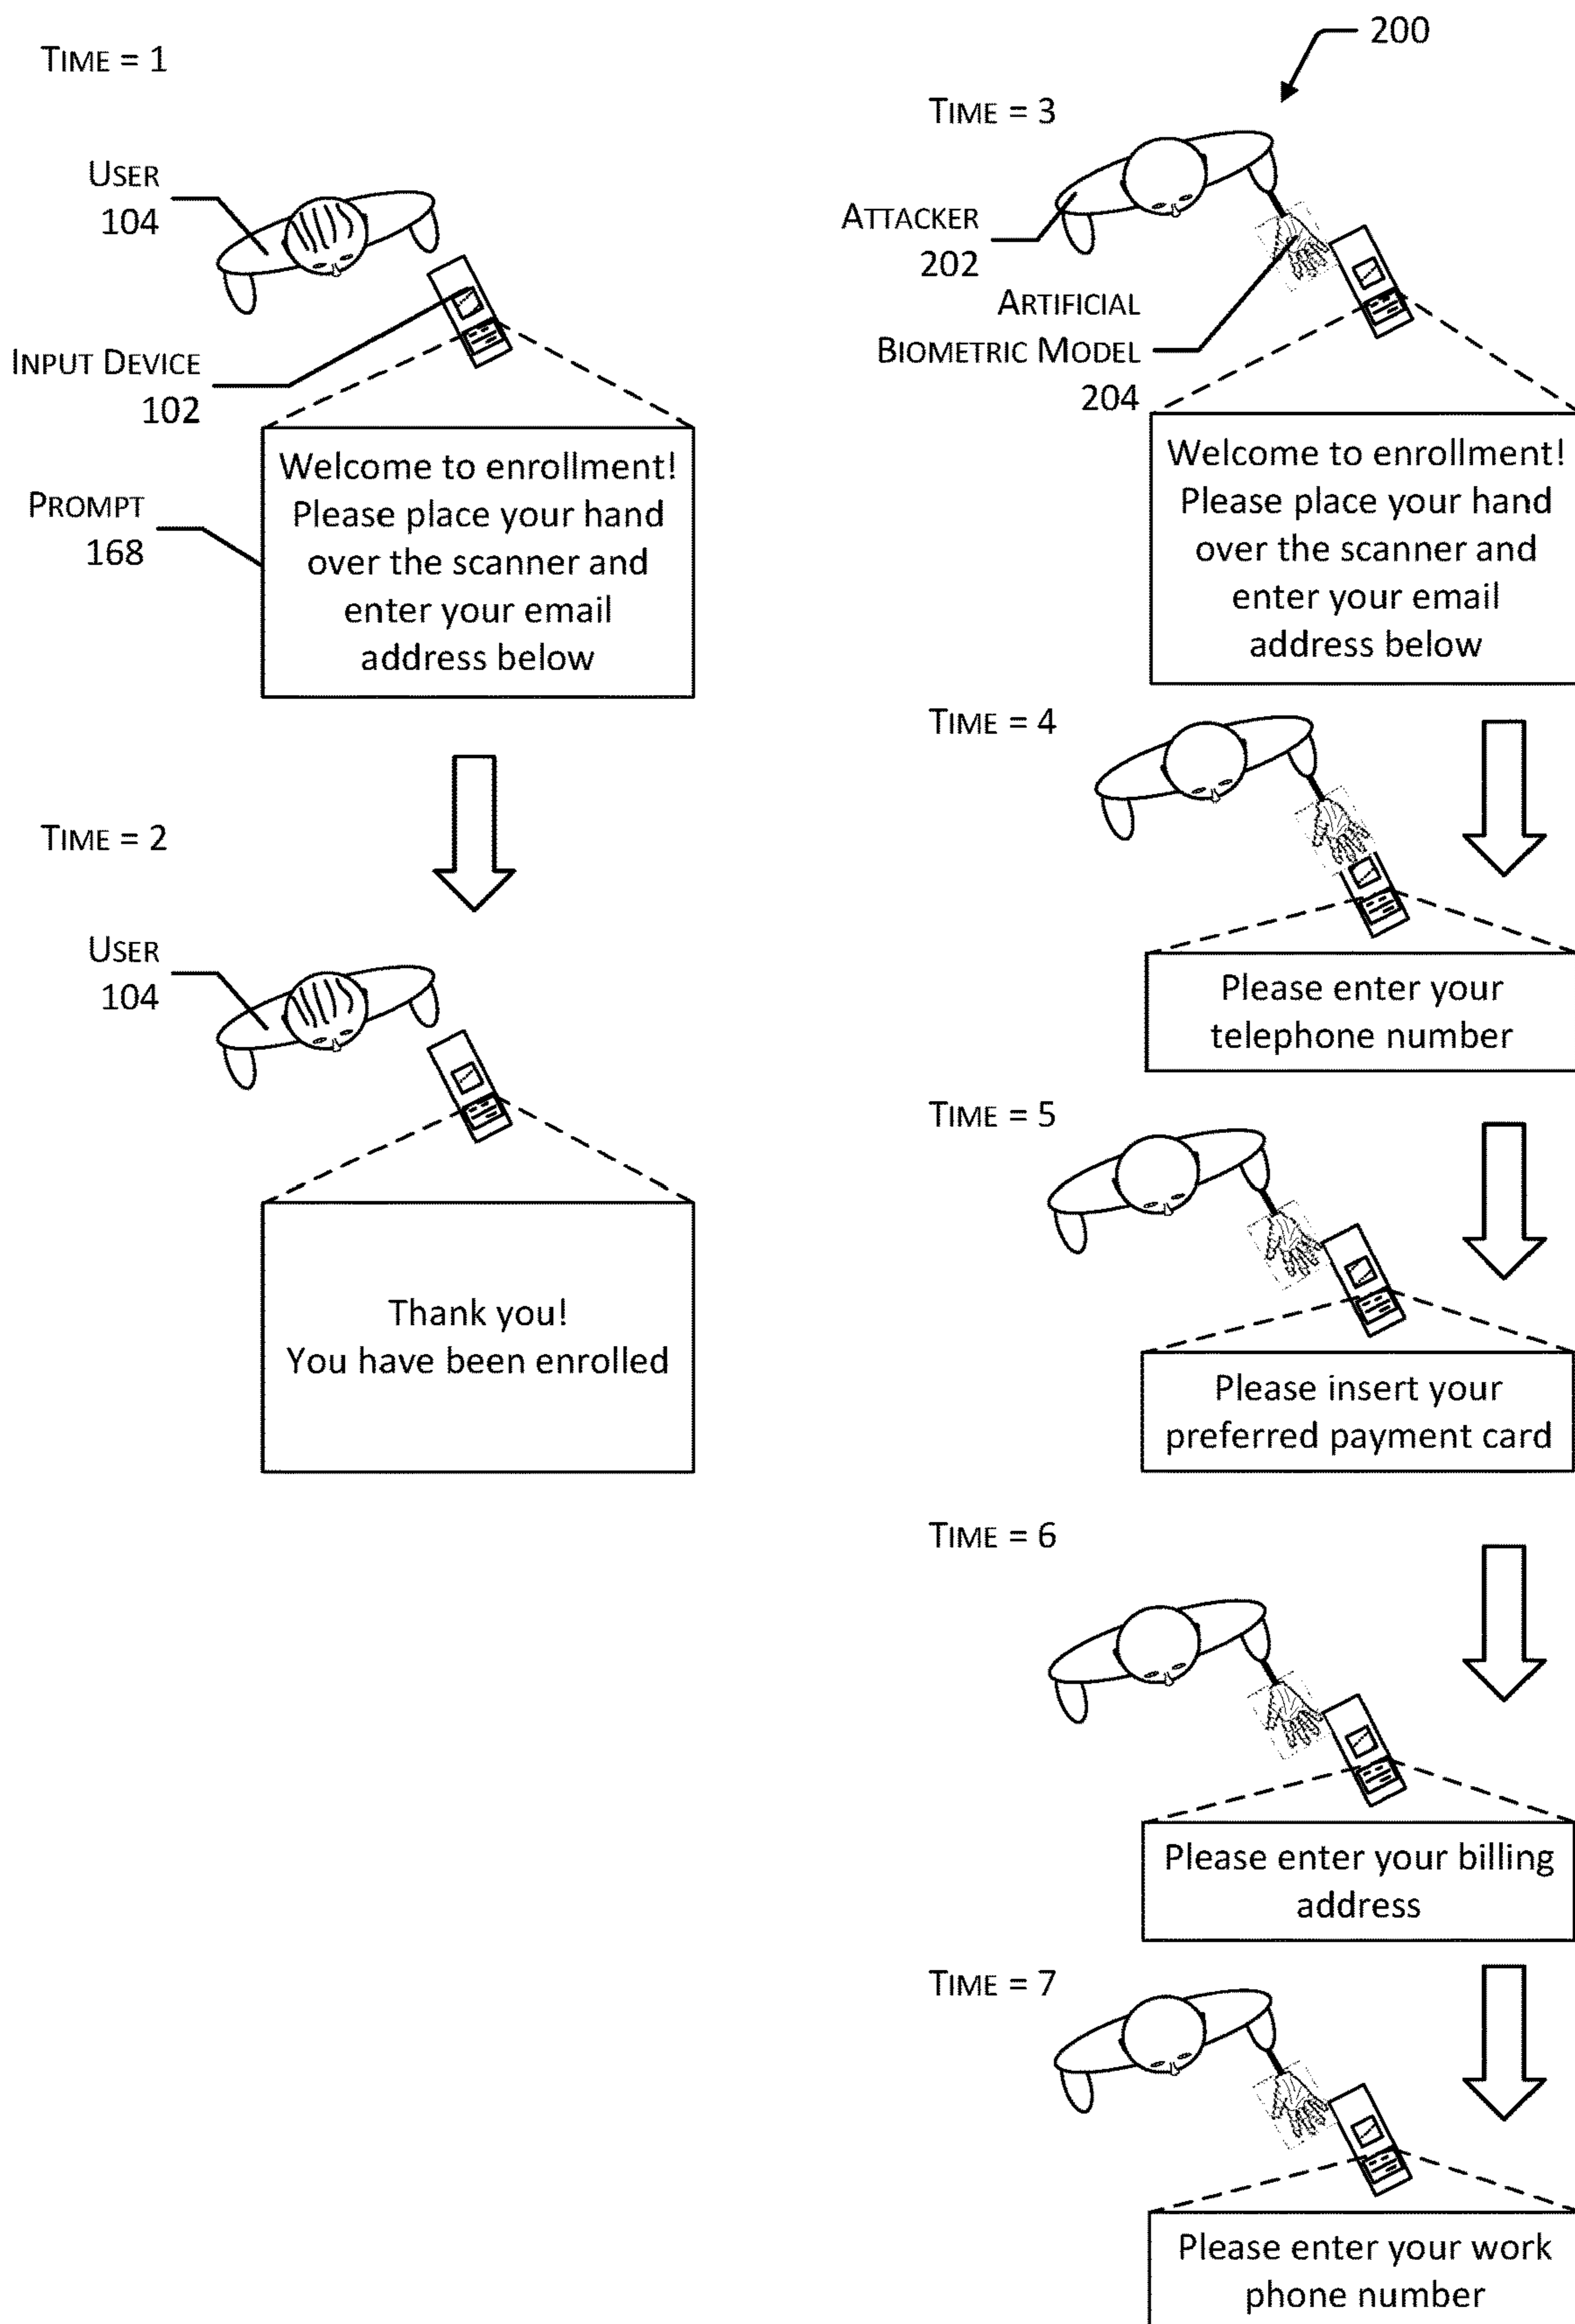 TIME = 1
USER
104
INPUT DEVICE
102
PROMPT
168
Welcome to enrollment!
Please place your hand
over the scanner and
enter your email
address below
TIME = 2
USER
104
Thank you!
You have been enrolled
200
TIME = 3
ATTACKER
202
ARTIFICIAL
BIOMETRIC MODEL
204
Welcome to enrollment!
Please place your hand
over the scanner and
enter your email
address below
TIME = 4
Please enter your
telephone number
TIME = 5
Please insert your
preferred payment card
TIME = 6
Please enter your billing
address
TIME = 7
Please enter your work
phone number